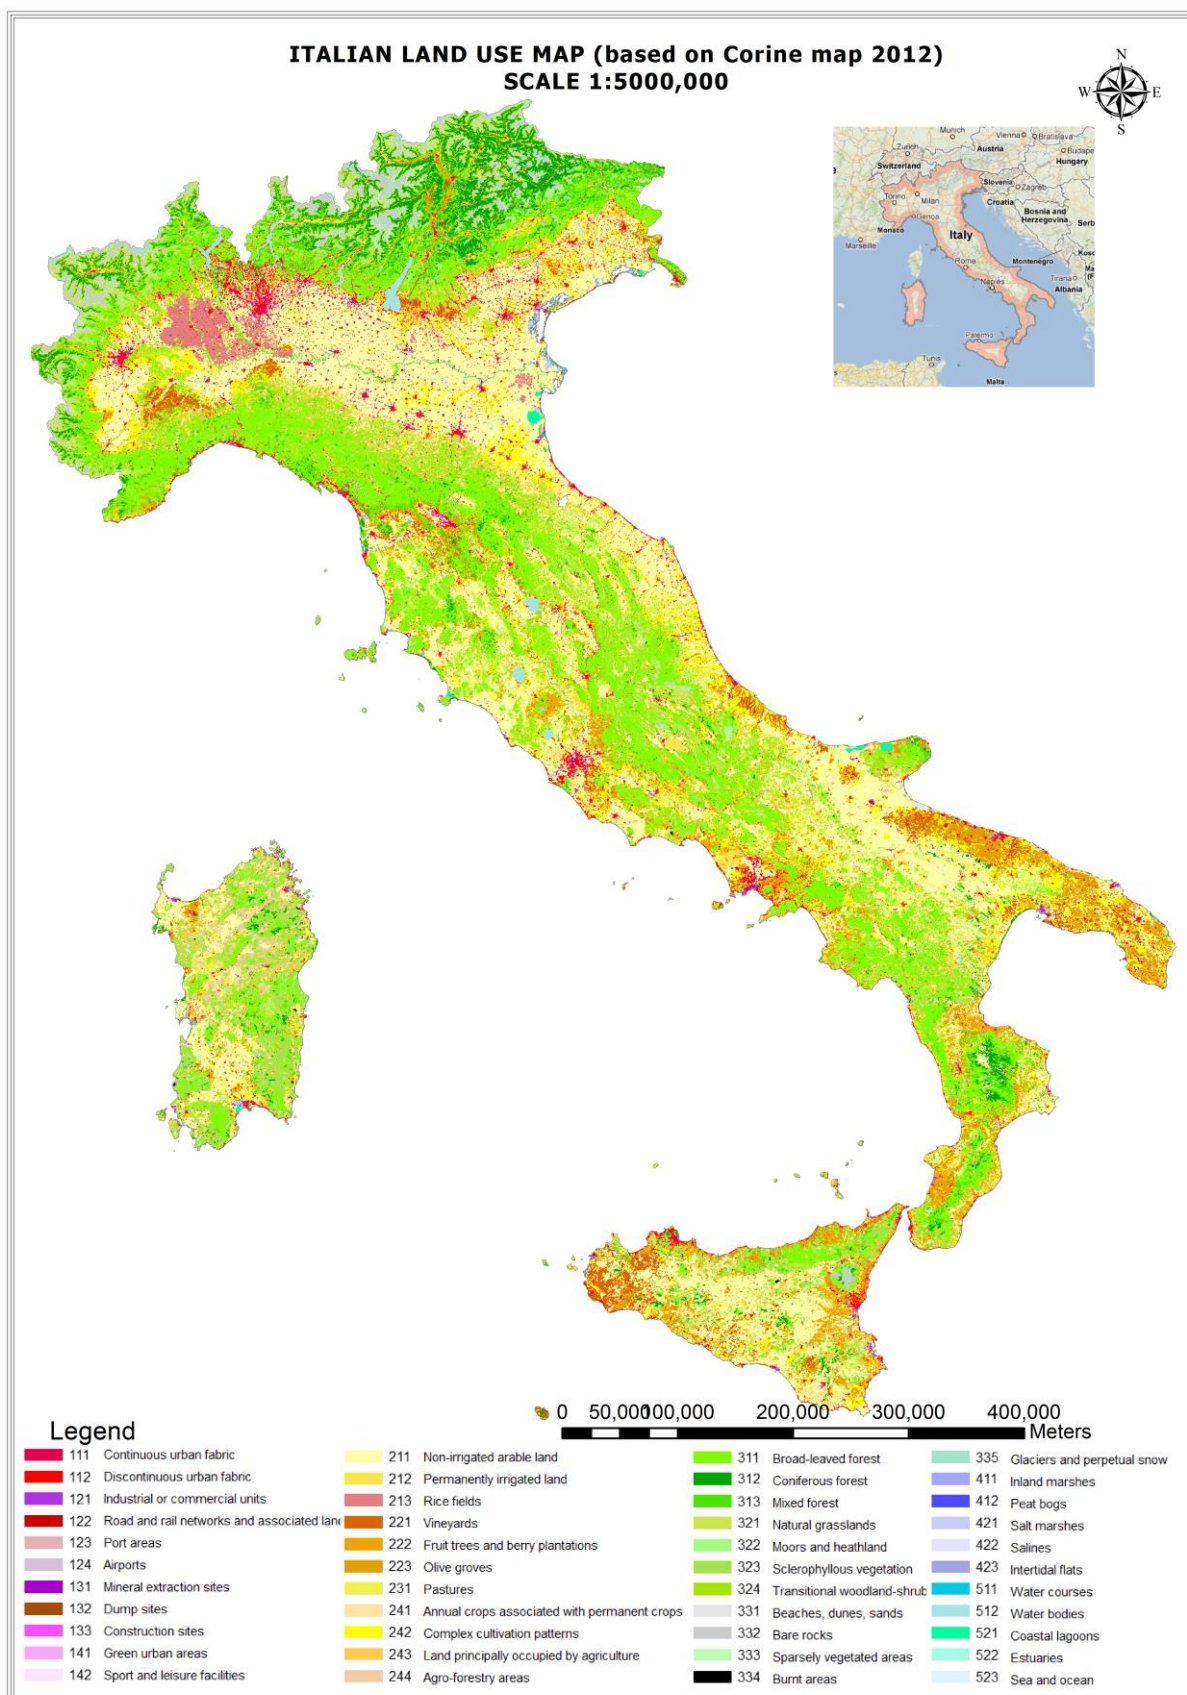 ITALIAN LAND USE MAP (based on Corine map 2012)
SCALE 1:5000,000
N
W E
S
Munich
Vienna
Bratislava
Zurich
Austria
Budape
Switzerland
Hungary
Slovenia
Zagreb
Torino
Milan
Croatia
Genoa
Bosnia and
Herzegovina
Serb
Monaco
Marseille
Italy
Rome
Montenegro
Kosc
Naples
Tirana
Albania
Palermo
Tunis
Malta
0 50,000 100,000 200,000 300,000 400,000
Meters
Legend
111 Continuous urban fabric
112 Discontinuous urban fabric
121 Industrial or commercial units
122 Road and rail networks and associated land
123 Port areas
124 Airports
131 Mineral extraction sites
132 Dump sites
133 Construction sites
141 Green urban areas
142 Sport and leisure facilities
211 Non-irrigated arable land
212 Permanently irrigated land
213 Rice fields
221 Vineyards
222 Fruit trees and berry plantations
223 Olive groves
231 Pastures
241 Annual crops associated with permanent crops
242 Complex cultivation patterns
243 Land principally occupied by agriculture
244 Agro-forestry areas
311 Broad-leaved forest
312 Coniferous forest
313 Mixed forest
321 Natural grasslands
322 Moors and heathland
323 Sclerophyllous vegetation
324 Transitional woodland-shrub
331 Beaches, dunes, sands
332 Bare rocks
333 Sparsely vegetated areas
334 Burnt areas
335 Glaciers and perpetual snow
411 Inland marshes
412 Peat bogs
421 Salt marshes
422 Salines
423 Intertidal flats
511 Water courses
512 Water bodies
521 Coastal lagoons
522 Estuaries
523 Sea and ocean